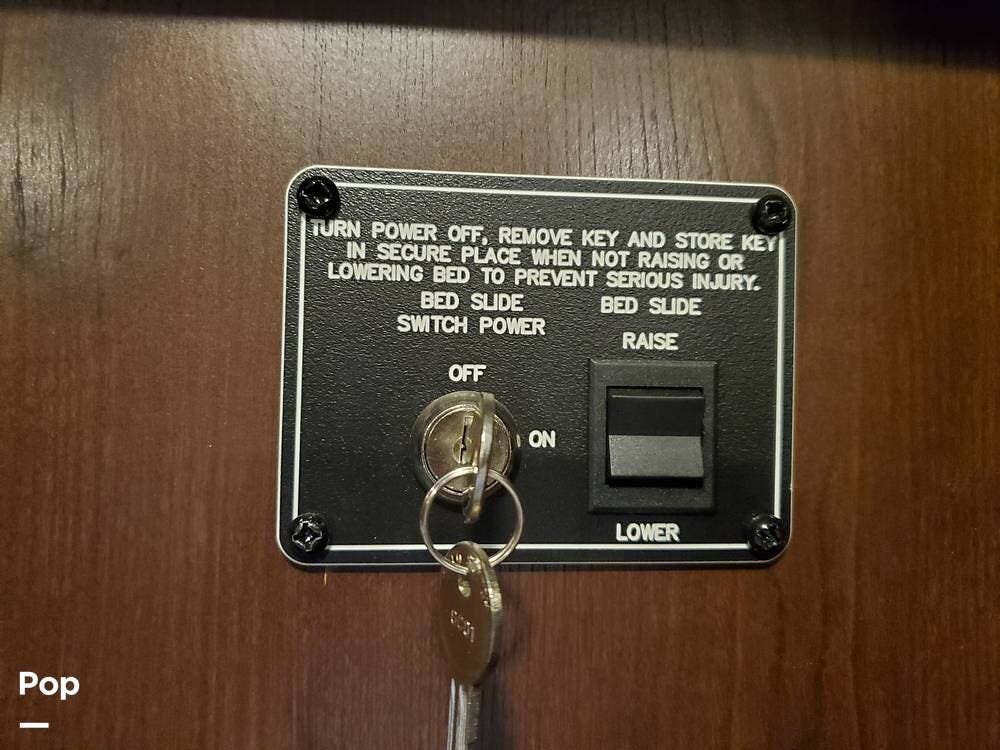 TURN POWER OFF, REMOVE KEY AND STORE KEY
IN SECURE PLACE WHEN NOT RAISING OR
LOWERING BED TO PREVENT SERIOUS INJURY.
BED SLIDE
SWITCH POWER
BED SLIDE
RAISE
OFF
ON
LOWER
Pop